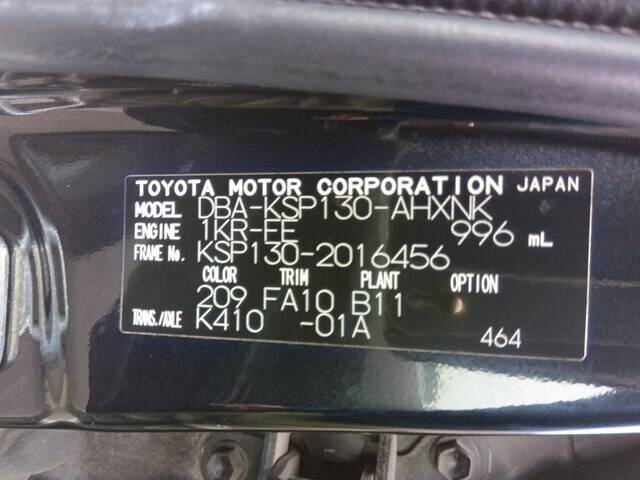 TOYOTA MOTOR CORPORATION JAPAN
MODEL DBA-KSP130-AHXNK
ENGINE 1KR-FE 996 mL
FRAME No. KSP130-2016456
COLOR TRIM PLANT OPTION
209 FA10 B11
TRANS./AXLE K410 -01A
464